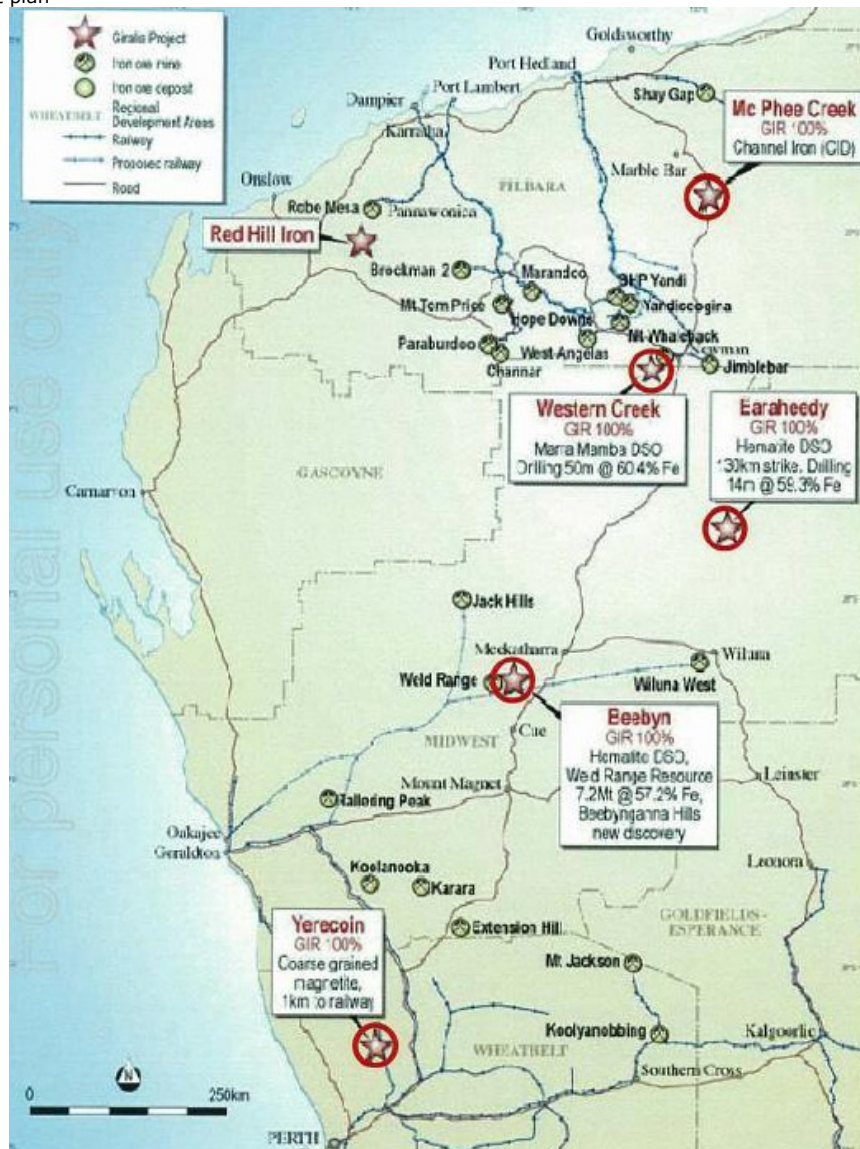 plan
Giralia Project
Iron ore mine
Iron ore deposit
WHEATBELT Regional
Development Areas
Railway
Proposed railway
Road
Goldsworthy
Port Hedland
Shay Gap
Port Lambert
Dampier
Karratha
Mc Phee Creek
GIR 100%
Channel Iron (CID)
Marble Bar
Onslow
PILBARA
Robe Mesa
Pannawonica
Red Hill Iron
Brockman 2
Marandoo
BHP Yandi
Mt Tom Price
Yandicoogina
Hope Downs
Paraburdoo
Mt Whaleback
West Angelas
Newman
Channar
Jimblebar
Western Creek
GIR 100%
Marra Mamba DSO
Drilling 50m @ 60.4% Fe
Earaheedy
GIR 100%
Hematite DSO
130km strike, Drilling
14m @ 59.3% Fe
GASCOYNE
Carnarvon
Jack Hills
Meekatharra
Wiluna
Weld Range
Wiluna West
Beebyn
GIR 100%
Hematite DSO,
Weld Range Resource
7.2Mt @ 57.2% Fe,
Beebynganna Hills
new discovery
Cue
MIDWEST
Mount Magnet
Leinster
Tallering Peak
Oakajee
Geraldton
Leonora
Koolanooka
Karara
GOLDFIELDS-
ESPERANCE
Extension Hill
Yerecoin
GIR 100%
Coarse grained
magnetite,
1km to railway
Mt Jackson
Koolyanobbing
Kalgoorlie
WHEATBELT
Southern Cross
N
0 250km
PERTH
For personal use only